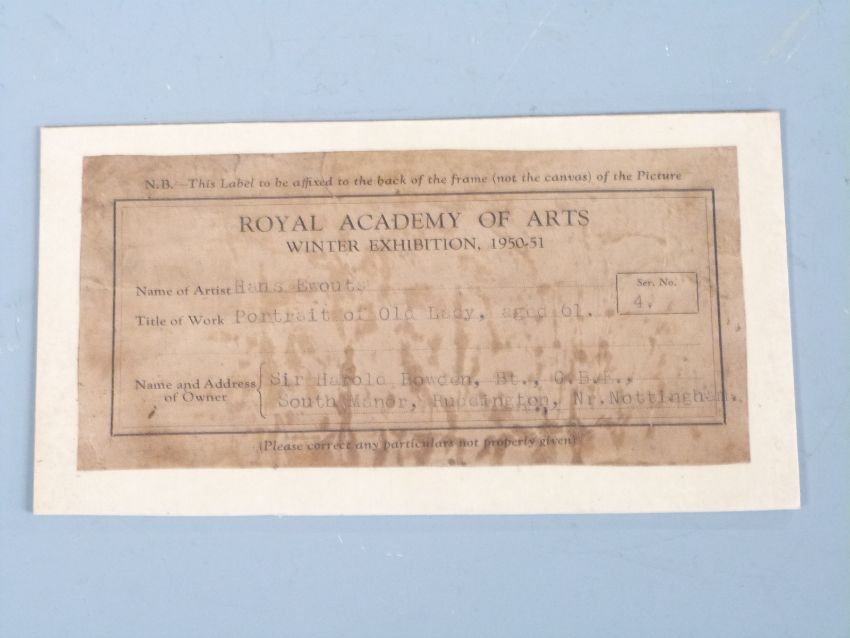 N.B.—This Label to be affixed to the back of the frame (not the canvas) of the Picture
ROYAL ACADEMY OF ARTS
WINTER EXHIBITION, 1950-51
Name of Artist Hans Ewouts
Ser. No.
4.
Title of Work Portrait of Old Lady, aged 61.
Name and Address of Owner
Sir Harold Bowden, Bt., G.B.E.,
South Manor, Ruddington, Nr.Nottingham.
(Please correct any particulars not properly given)